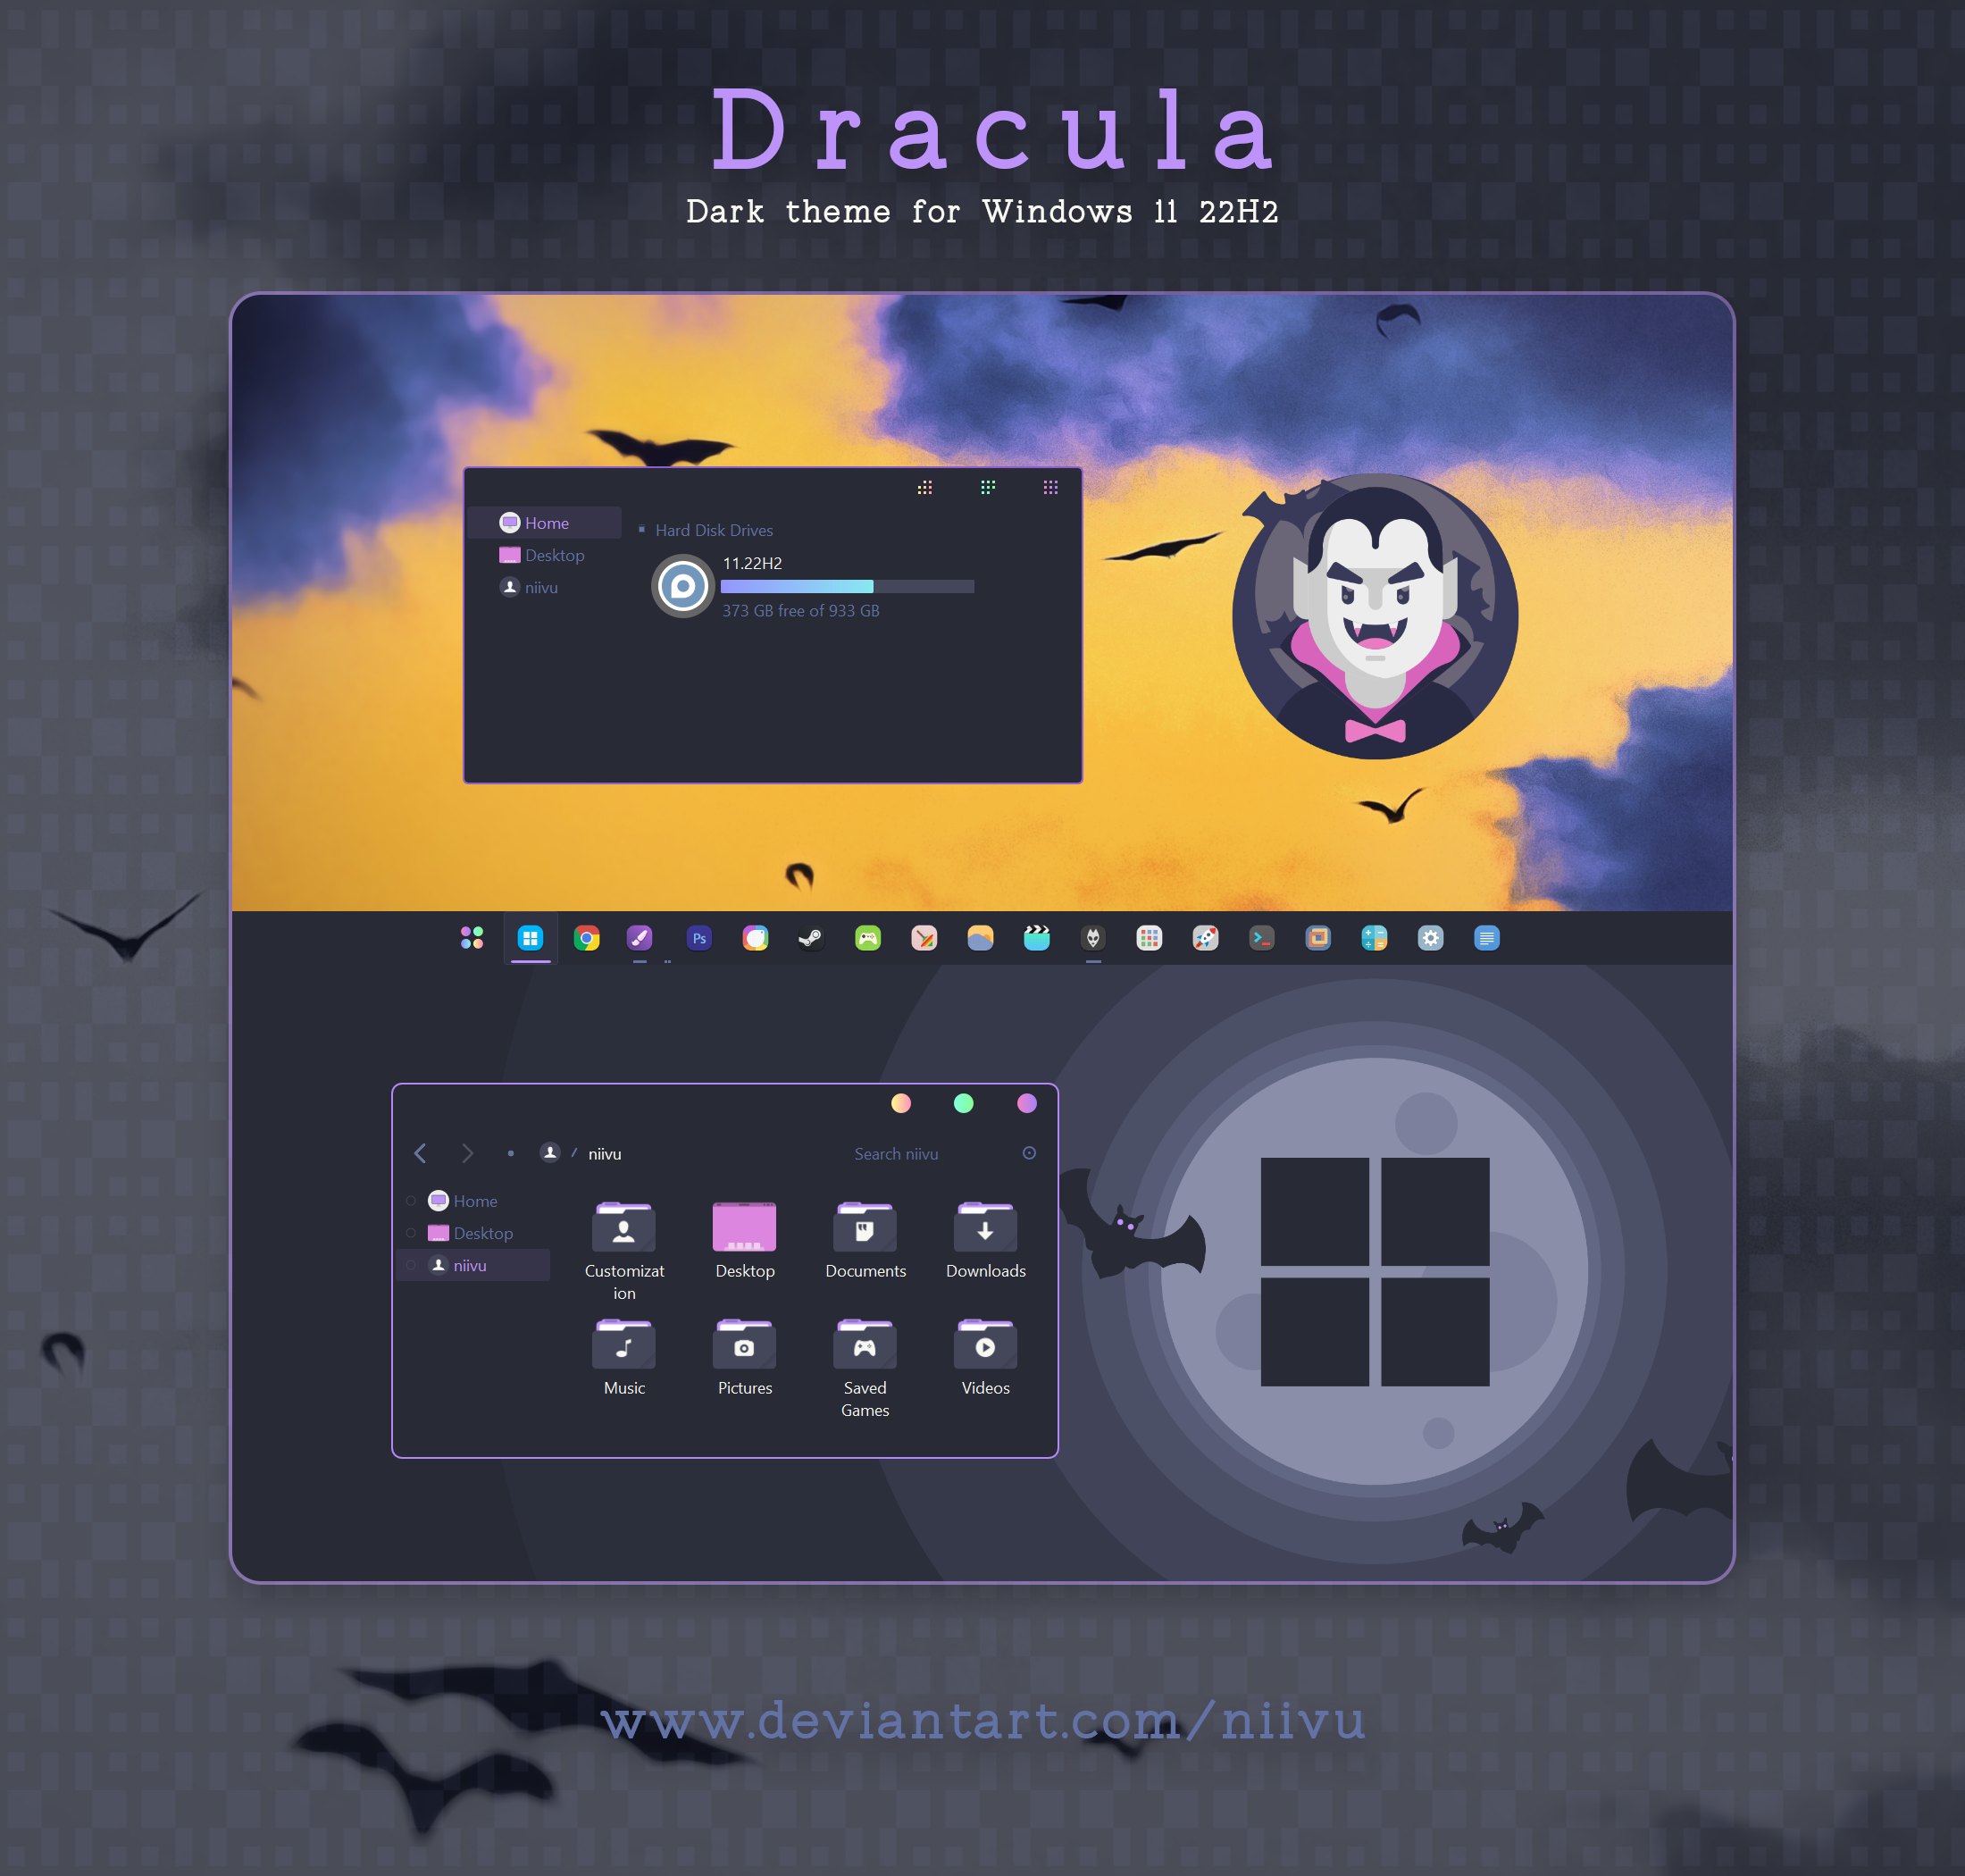 Dracula
Dark theme for Windows 11 22H2
Home
Desktop
niivu
Hard Disk Drives
11.22H2
373 GB free of 933 GB
Ps
/ niivu
Search niivu
Home
Desktop
niivu
Customizat
ion
Desktop
Documents
Downloads
Music
Pictures
Saved
Games
Videos
www.deviantart.com/niivu